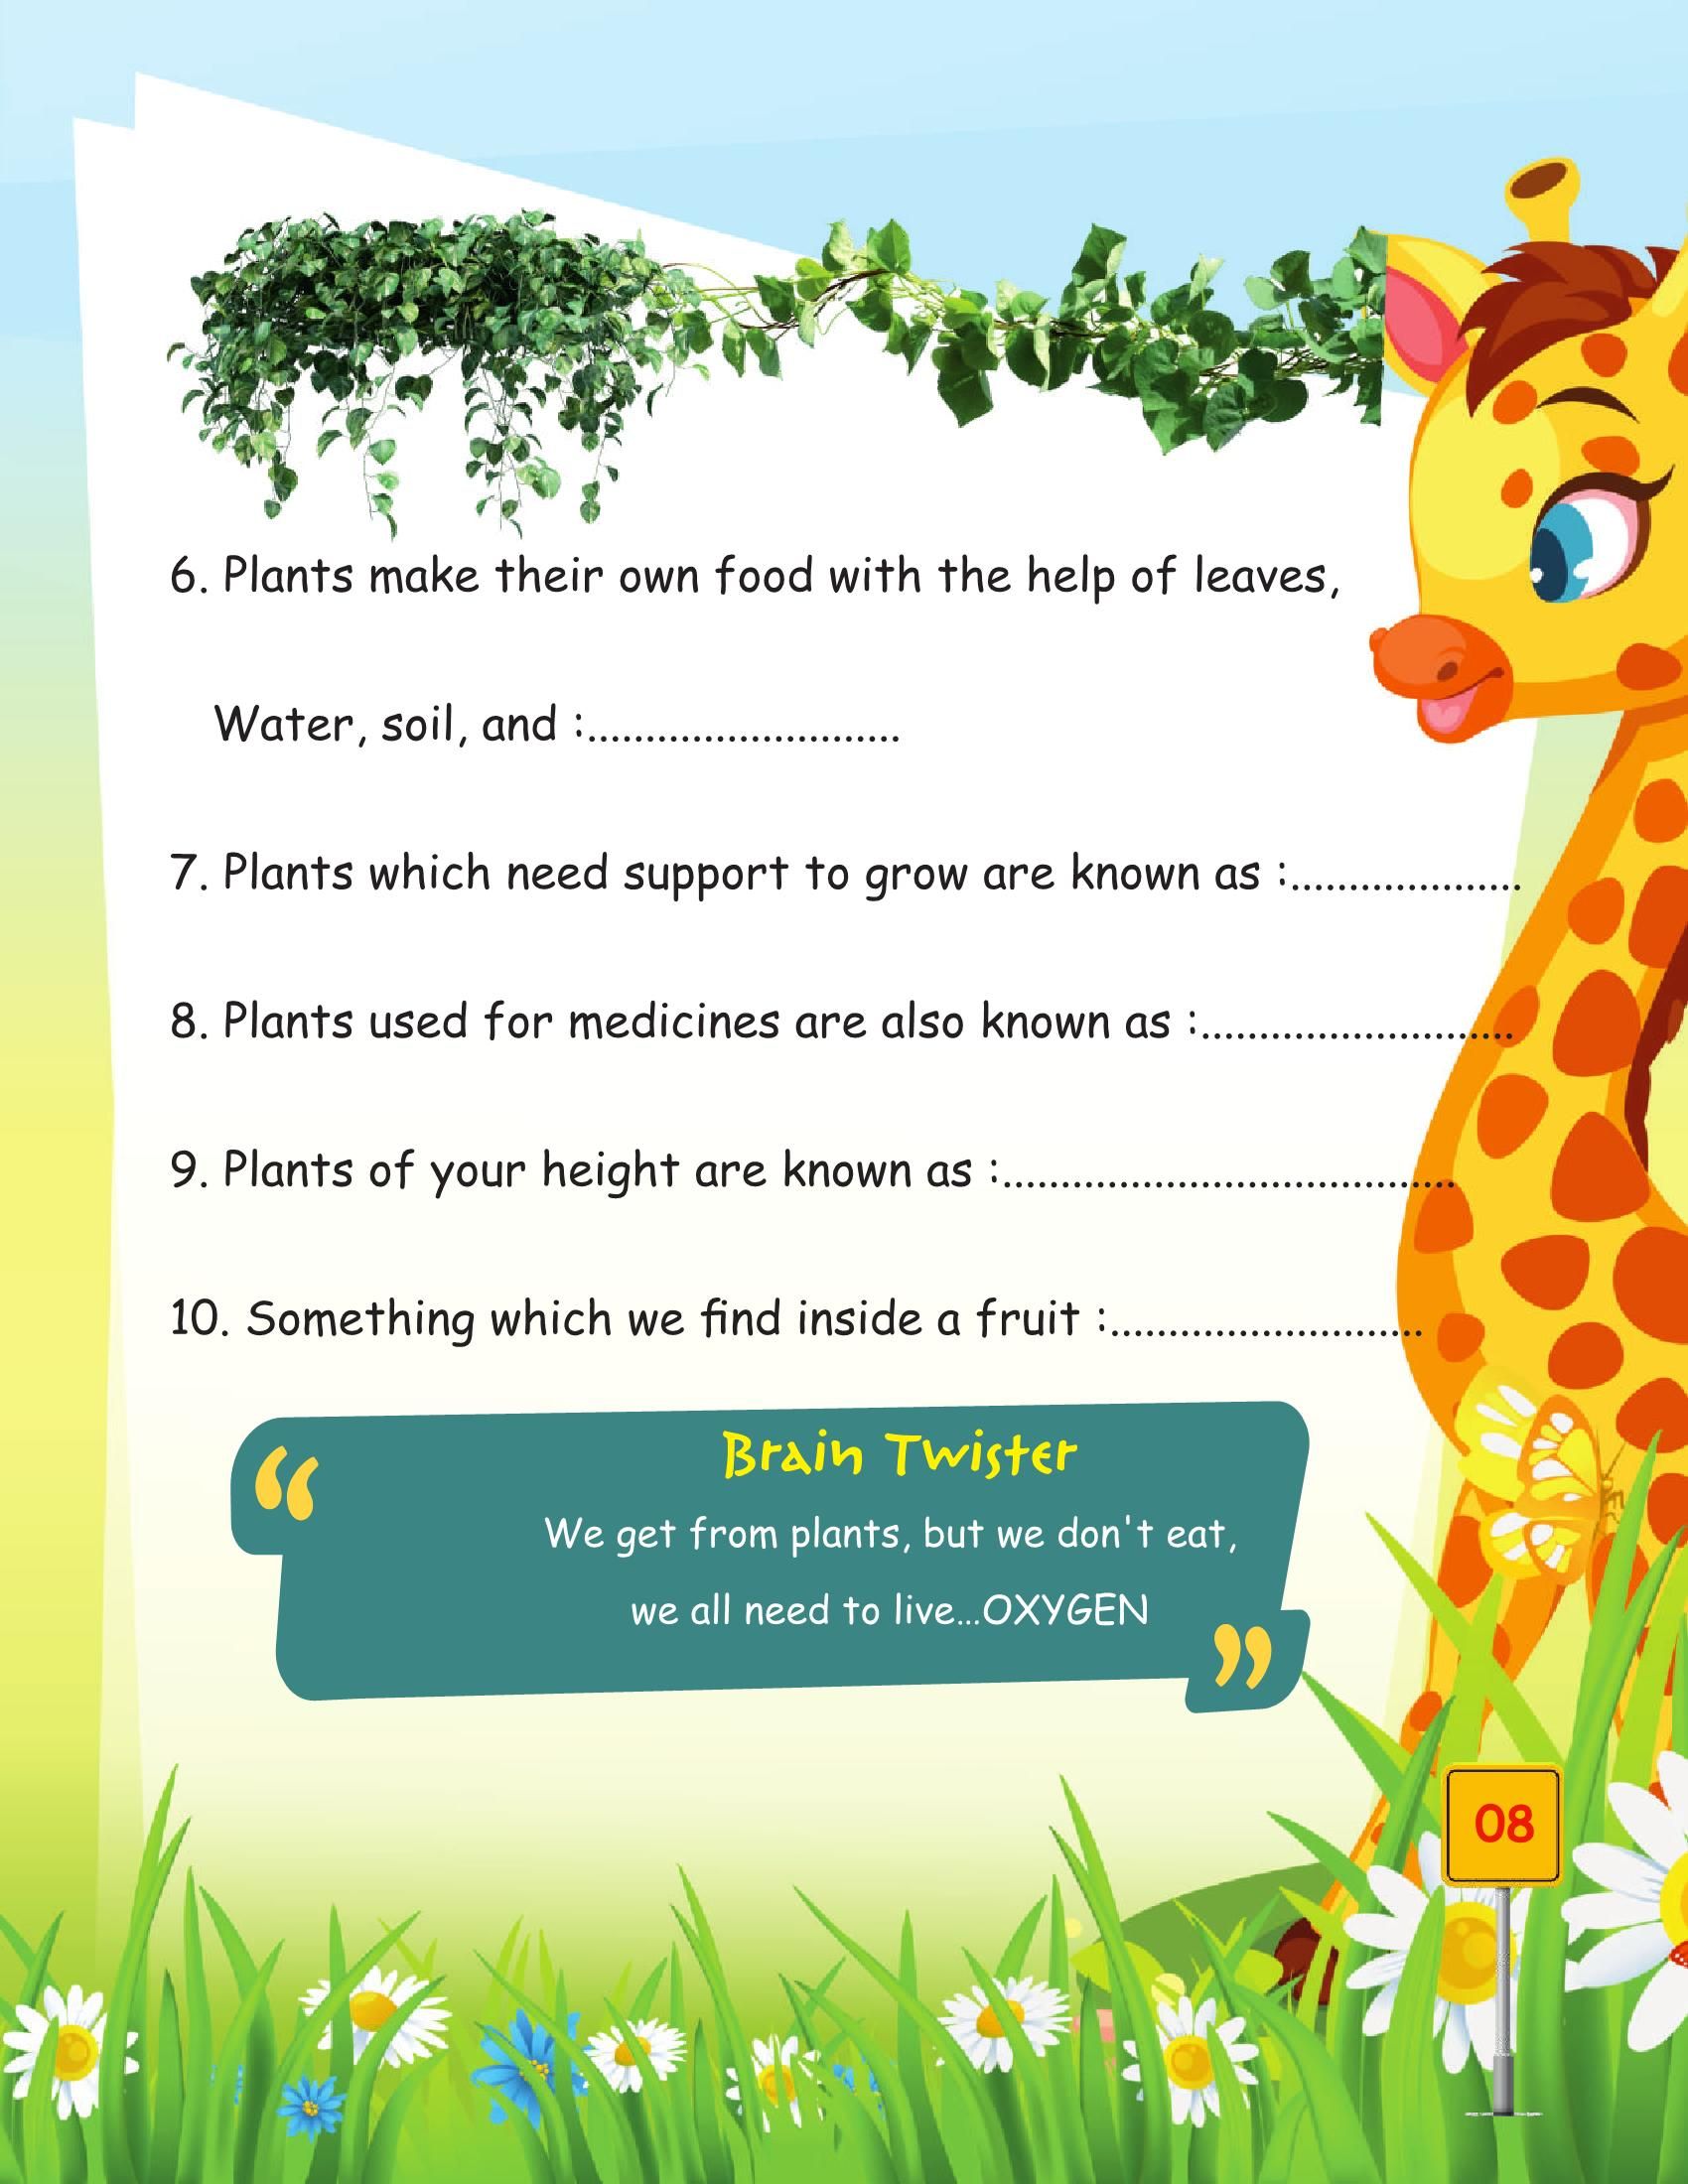 6. Plants make their own food with the help of leaves,
Water, soil, and :...........................
7. Plants which need support to grow are known as :....................
8. Plants used for medicines are also known as :...........................
9. Plants of your height are known as :.......................................
10. Something which we find inside a fruit :...........................
“
Brain Twister
We get from plants, but we don't eat,
we all need to live...OXYGEN
”
08